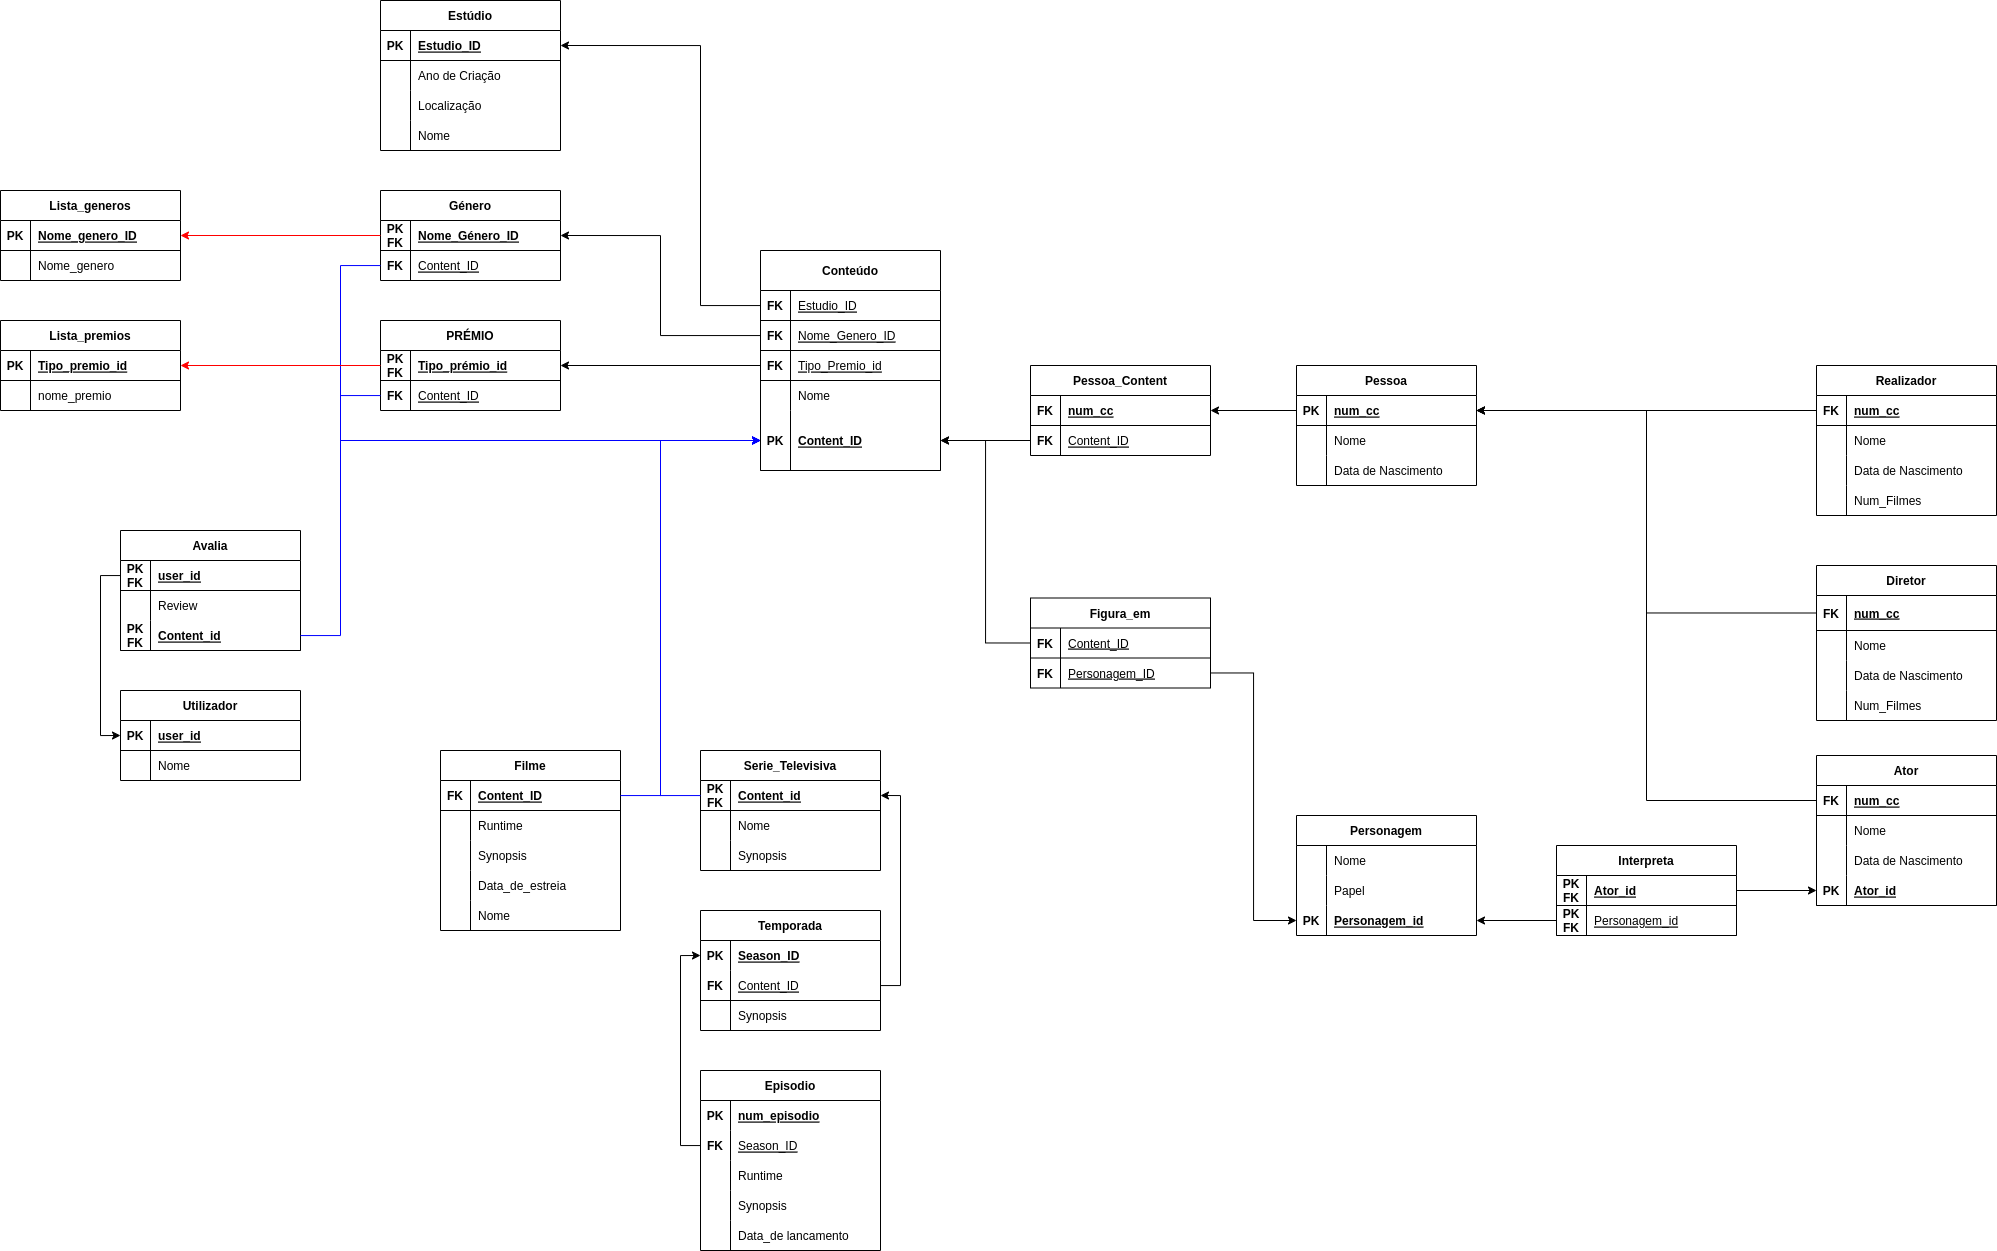 Estúdio
PK Estudio_ID
Ano de Criação
Localização
Nome
Lista_generos
PK Nome_genero_ID
Nome_genero
Género
PK
FK Nome_Género_ID
FK Content_ID
Lista_premios
PK Tipo_premio_id
nome_premio
PRÉMIO
PK
FK Tipo_prémio_id
FK Content_ID
Conteúdo
FK Estudio_ID
FK Nome_Genero_ID
FK Tipo_Premio_id
Nome
PK Content_ID
Pessoa_Content
FK num_cc
FK Content_ID
Pessoa
PK num_cc
Nome
Data de Nascimento
Realizador
FK num_cc
Nome
Data de Nascimento
Num_Filmes
Avalia
PK
FK user_id
Review
PK
FK Content_id
Utilizador
PK user_id
Nome
Figura_em
FK Content_ID
FK Personagem_ID
Diretor
FK num_cc
Nome
Data de Nascimento
Num_Filmes
Filme
FK Content_ID
Runtime
Synopsis
Data_de_estreia
Nome
Serie_Televisiva
PK
FK Content_id
Nome
Synopsis
Temporada
PK Season_ID
FK Content_ID
Synopsis
Episodio
PK num_episodio
FK Season_ID
Runtime
Synopsis
Data_de lancamento
Personagem
Nome
Papel
PK Personagem_id
Interpreta
PK
FK Ator_id
PK
FK Personagem_id
Ator
FK num_cc
Nome
Data de Nascimento
PK Ator_id